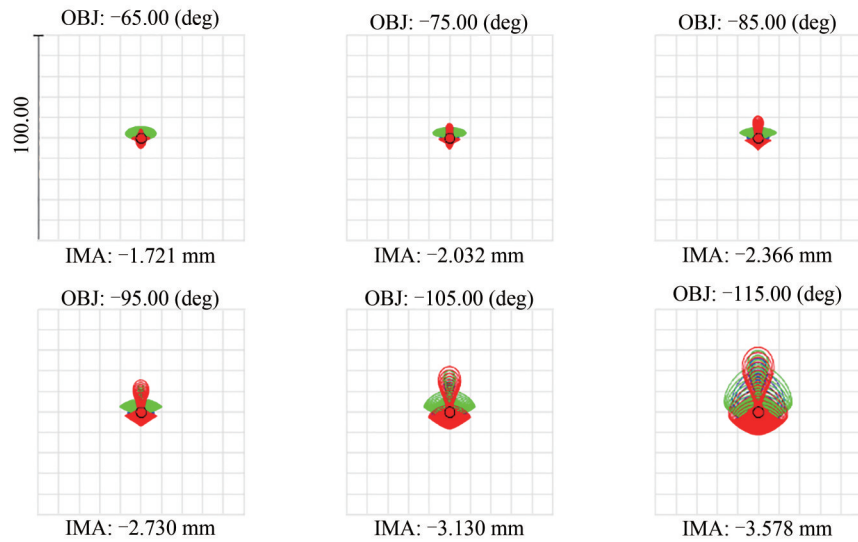 OBJ: −65.00 (deg)
OBJ: −75.00 (deg)
OBJ: −85.00 (deg)
100.00
IMA: −1.721 mm
IMA: −2.032 mm
IMA: −2.366 mm
OBJ: −95.00 (deg)
OBJ: −105.00 (deg)
OBJ: −115.00 (deg)
IMA: −2.730 mm
IMA: −3.130 mm
IMA: −3.578 mm